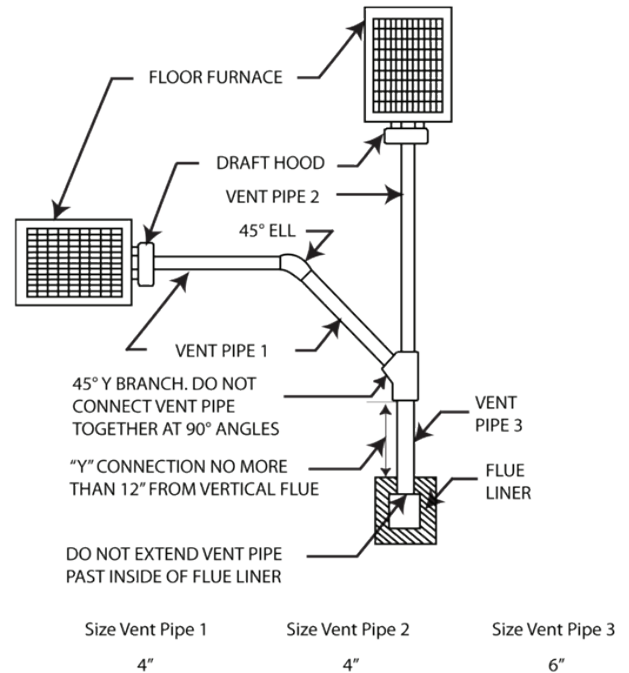 FLOOR FURNACE
DRAFT HOOD
VENT PIPE 2
45° ELL
VENT PIPE 1
45° Y BRANCH. DO NOT
CONNECT VENT PIPE
TOGETHER AT 90° ANGLES
VENT
PIPE 3
“Y” CONNECTION NO MORE
THAN 12” FROM VERTICAL FLUE
FLUE
LINER
DO NOT EXTEND VENT PIPE
PAST INSIDE OF FLUE LINER
Size Vent Pipe 1
Size Vent Pipe 2
Size Vent Pipe 3
4”
4”
6”